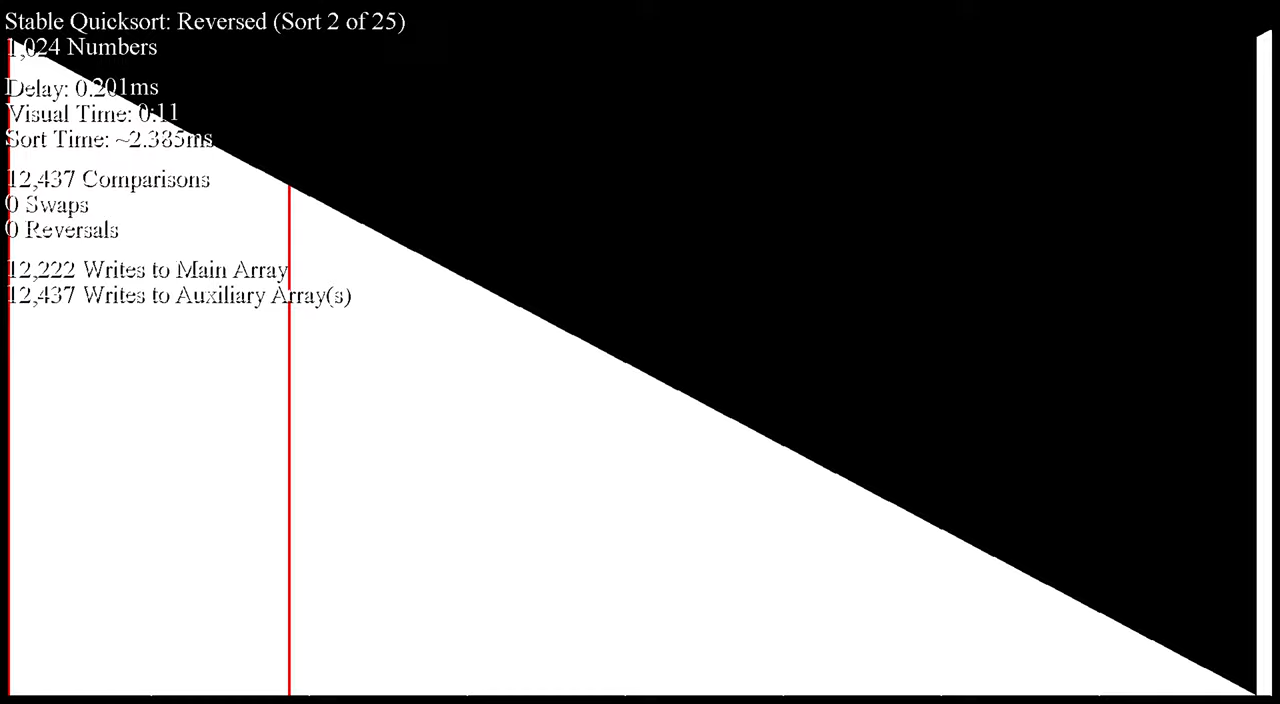 Stable Quicksort: Reversed (Sort 2 of 25)
1,024 Numbers
Delay: 0.201ms
Visual Time: 0:11
Sort Time: ~2.385ms
12,437 Comparisons
0 Swaps
0 Reversals
12,222 Writes to Main Array
12,437 Writes to Auxiliary Array(s)